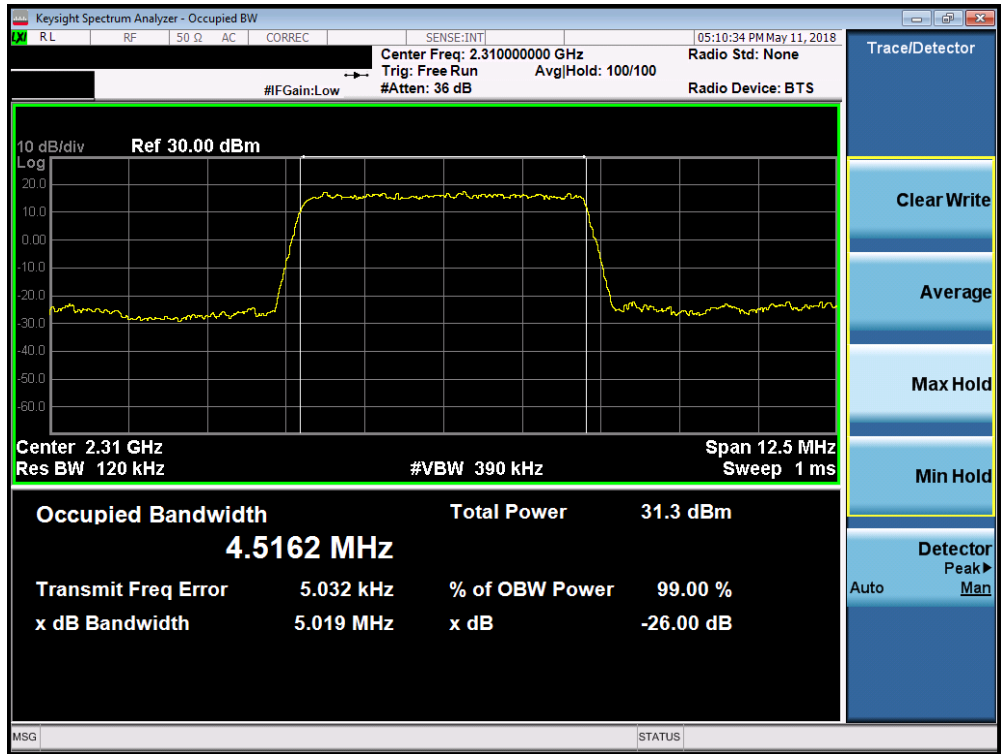 Keysight Spectrum Analyzer - Occupied BW
LXI RL RF 50 Ω AC CORREC SENSE:INT 05:10:34 PM May 11, 2018
Center Freq: 2.310000000 GHz Radio Std: None
Trig: Free Run Avg|Hold: 100/100
#IFGain:Low #Atten: 36 dB Radio Device: BTS
10 dB/div Ref 30.00 dBm
Log
20.0
10.0
0.00
-10.0
-20.0
-30.0
-40.0
-50.0
-60.0
Center 2.31 GHz Span 12.5 MHz
Res BW 120 kHz #VBW 390 kHz Sweep 1 ms
Occupied Bandwidth Total Power 31.3 dBm
4.5162 MHz
Transmit Freq Error 5.032 kHz % of OBW Power 99.00 %
x dB Bandwidth 5.019 MHz x dB -26.00 dB
MSG STATUS
Trace/Detector
Clear Write
Average
Max Hold
Min Hold
Detector
Peak▶
Auto Man